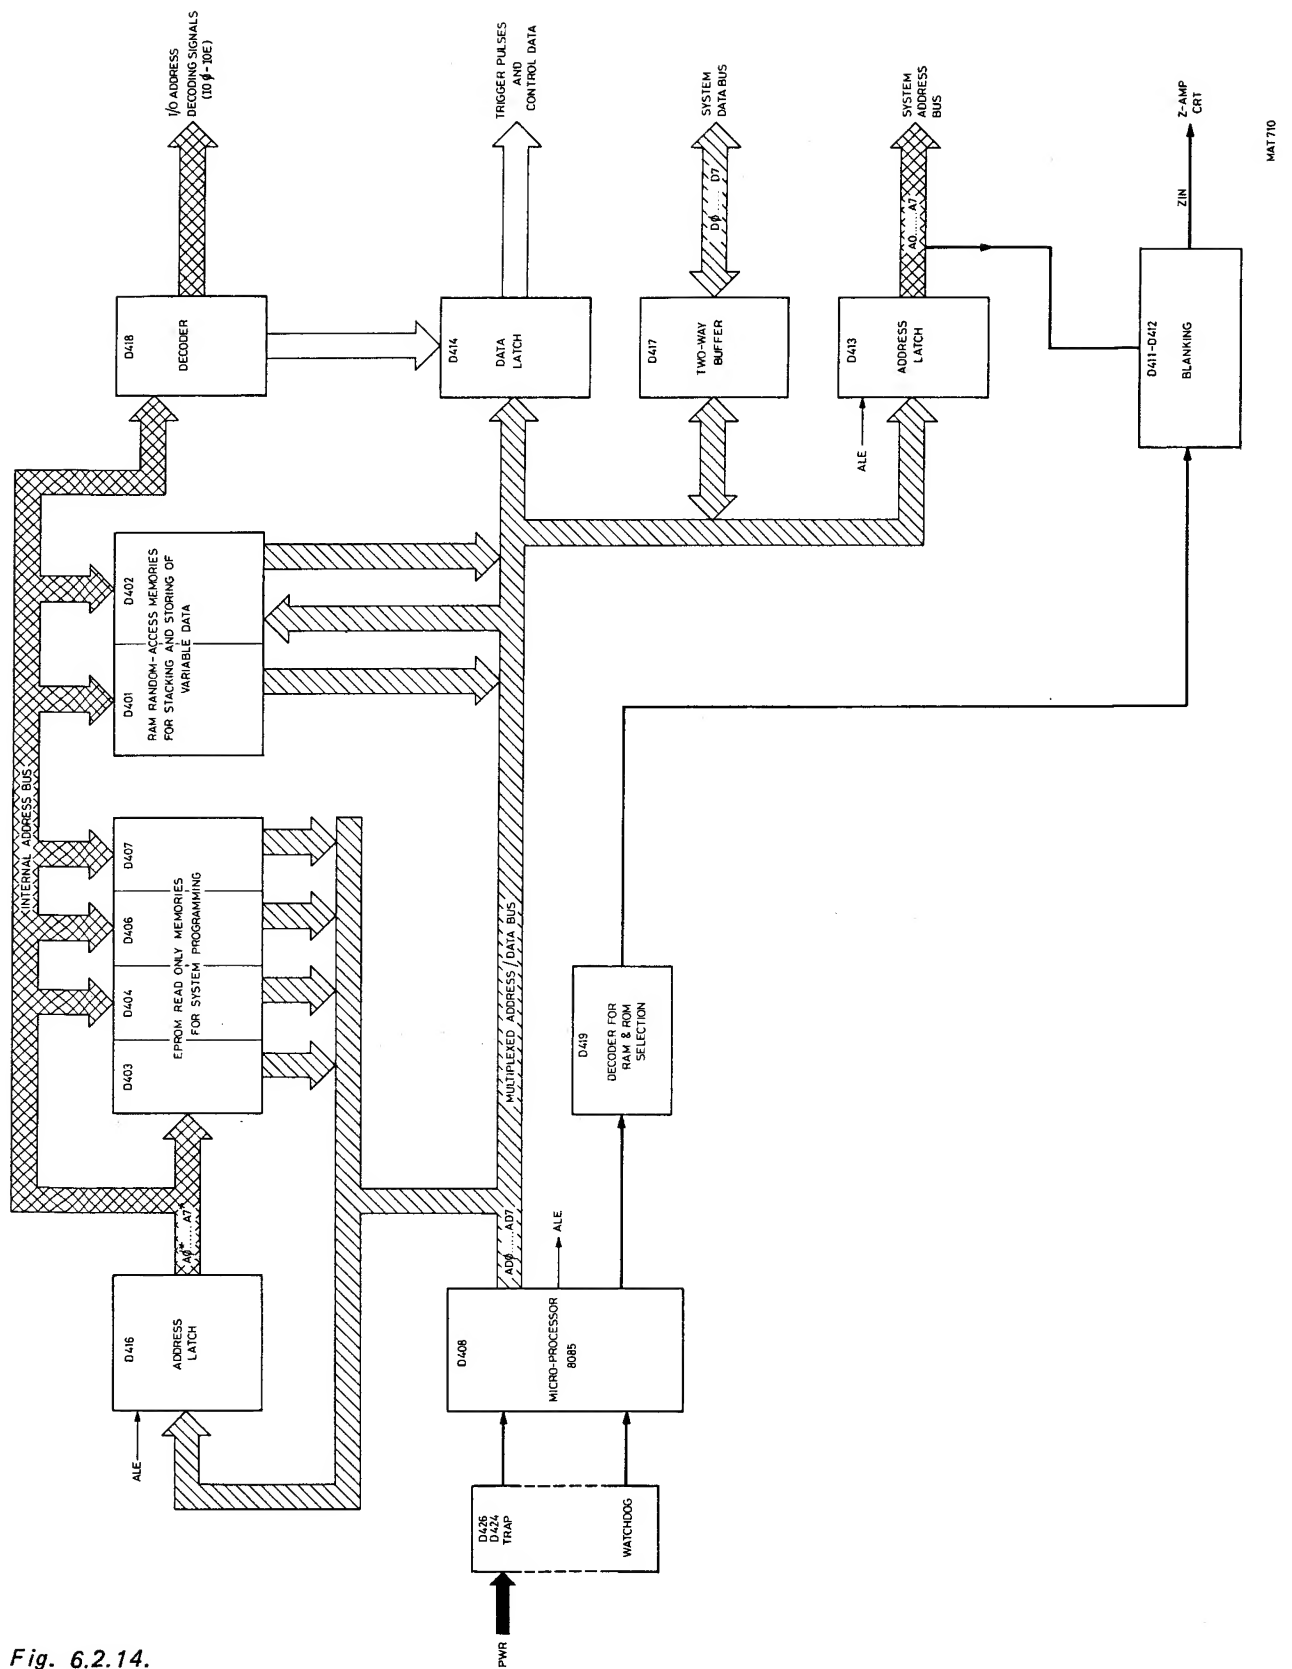 I/O ADDRESS
DECODING SIGNALS
(IOφ-IOE)
TRIGGER PULSES
AND
CONTROL DATA
SYSTEM
DATA BUS
SYSTEM
ADDRESS
BUS
Z-AMP
CRT
MAT 710
D418
DECODER
D414
DATA
LATCH
D417
TWO-WAY
BUFFER
Dφ......D7
D413
ADDRESS
LATCH
A0......A7
ALE
D411-D412
BLANKING
ZIN
INTERNAL ADDRESS BUS
D401
D402
RAM RANDOM-ACCESS MEMORIES
FOR STACKING AND STORING OF
VARIABLE DATA
D403
D404
D406
D407
EPROM READ ONLY MEMORIES
FOR SYSTEM PROGRAMMING
MULTIPLEXED ADDRESS / DATA BUS
D419
DECODER FOR
RAM & ROM
SELECTION
D416
ADDRESS
LATCH
Aφ*......A7*
ALE
ADφ......AD7
ALE
D408
MICRO-PROCESSOR
8085
D426
D424
TRAP
WATCHDOG
PWR
Fig. 6.2.14.